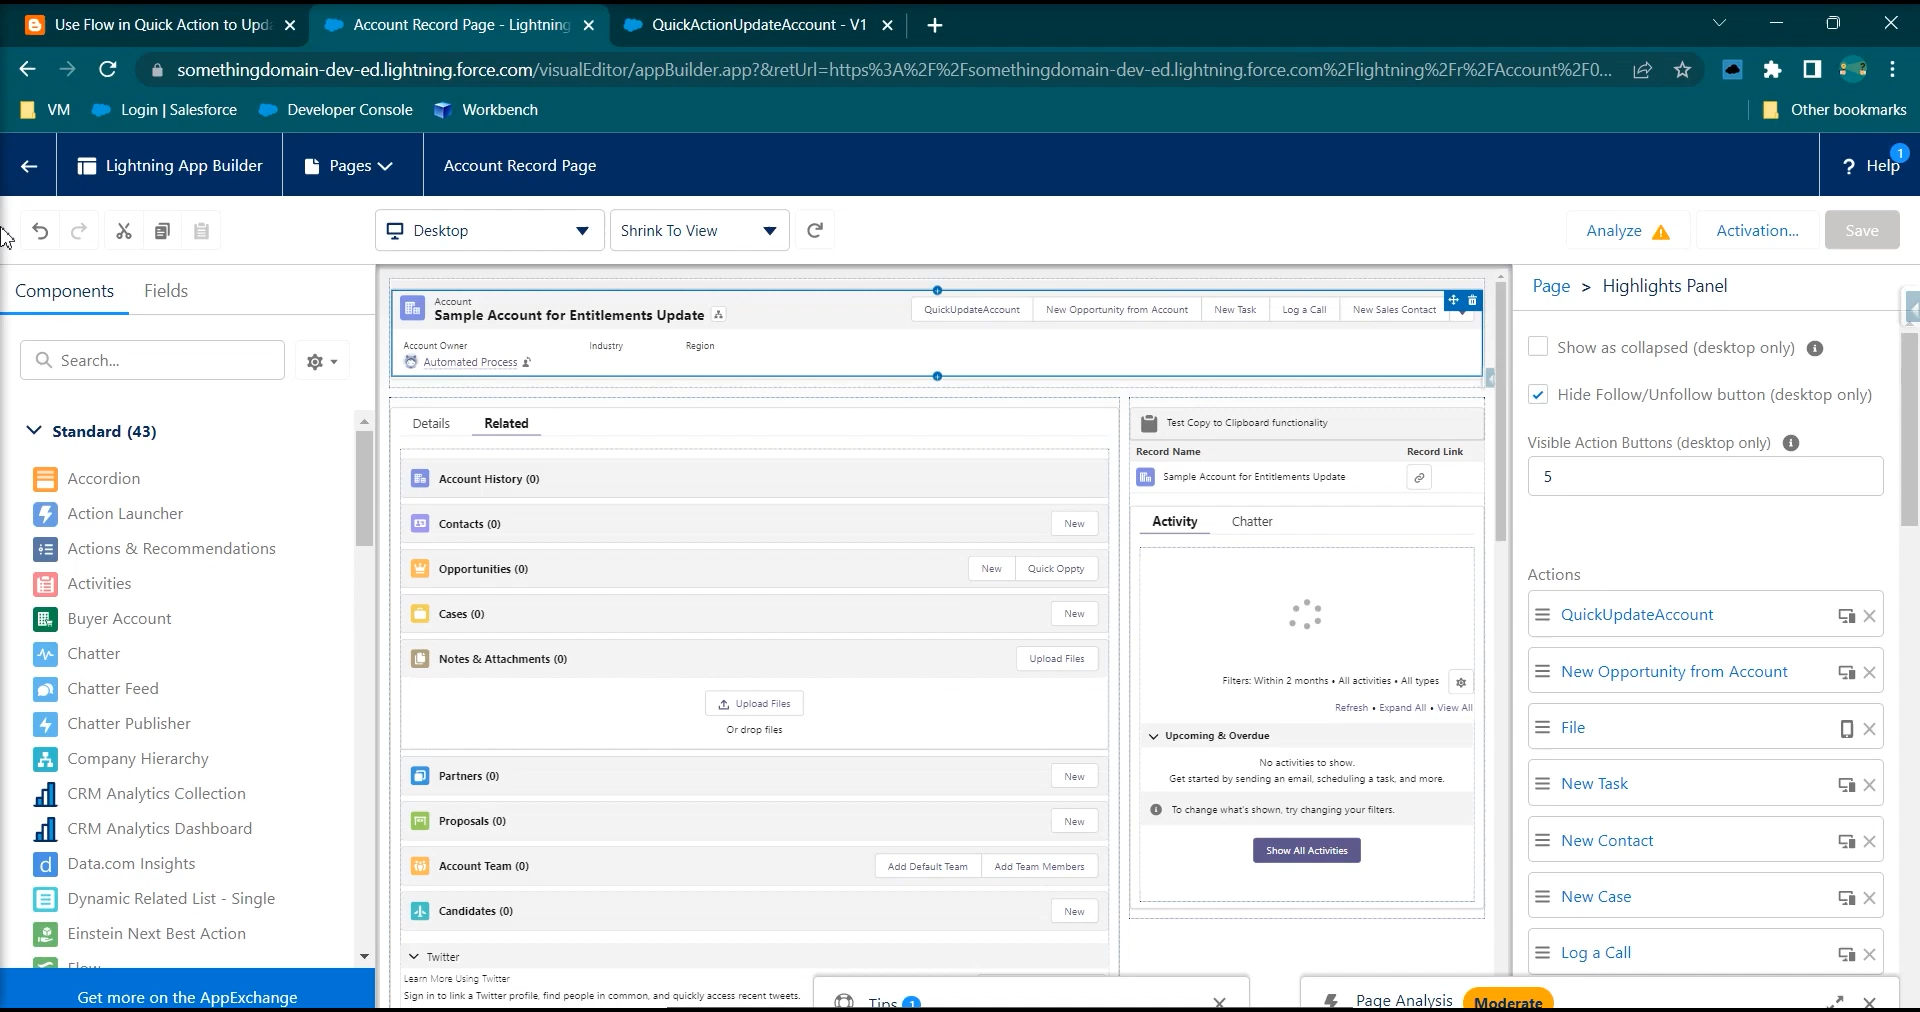 Use Flow in Quick Action to Upda
Account Record Page - Lightning
QuickActionUpdateAccount - V1
somethingdomain-dev-ed.lightning.force.com/visualEditor/appBuilder.app?&retUrl=https%3A%2F%2Fsomethingdomain-dev-ed.lightning.force.com%2Flightning%2Fr%2FAccount%2F0...
VM
Login | Salesforce
Developer Console
Workbench
Other bookmarks
Lightning App Builder
Pages
Account Record Page
? Help
1
Desktop
Shrink To View
Analyze
Activation...
Save
Components
Fields
Search...
Standard (43)
Accordion
Action Launcher
Actions & Recommendations
Activities
Buyer Account
Chatter
Chatter Feed
Chatter Publisher
Company Hierarchy
CRM Analytics Collection
CRM Analytics Dashboard
Data.com Insights
Dynamic Related List - Single
Einstein Next Best Action
Flow
Get more on the AppExchange
Account
Sample Account for Entitlements Update
QuickUpdateAccount
New Opportunity from Account
New Task
Log a Call
New Sales Contact
Account Owner
Industry
Region
Automated Process
Details
Related
Account History (0)
Contacts (0)
New
Opportunities (0)
New
Quick Oppty
Cases (0)
New
Notes & Attachments (0)
Upload Files
Upload Files
Or drop files
Partners (0)
New
Proposals (0)
New
Account Team (0)
Add Default Team
Add Team Members
Candidates (0)
New
Twitter
Learn More Using Twitter
Sign in to link a Twitter profile, find people in common, and quickly access recent tweets.
Test Copy to Clipboard functionality
Record Name
Record Link
Sample Account for Entitlements Update
Activity
Chatter
Filters: Within 2 months • All activities • All types
Refresh • Expand All • View All
Upcoming & Overdue
No activities to show.
Get started by sending an email, scheduling a task, and more.
To change what's shown, try changing your filters.
Show All Activities
Tips 1
Page Analysis
Moderate
Page > Highlights Panel
Show as collapsed (desktop only)
Hide Follow/Unfollow button (desktop only)
Visible Action Buttons (desktop only)
5
Actions
QuickUpdateAccount
New Opportunity from Account
File
New Task
New Contact
New Case
Log a Call